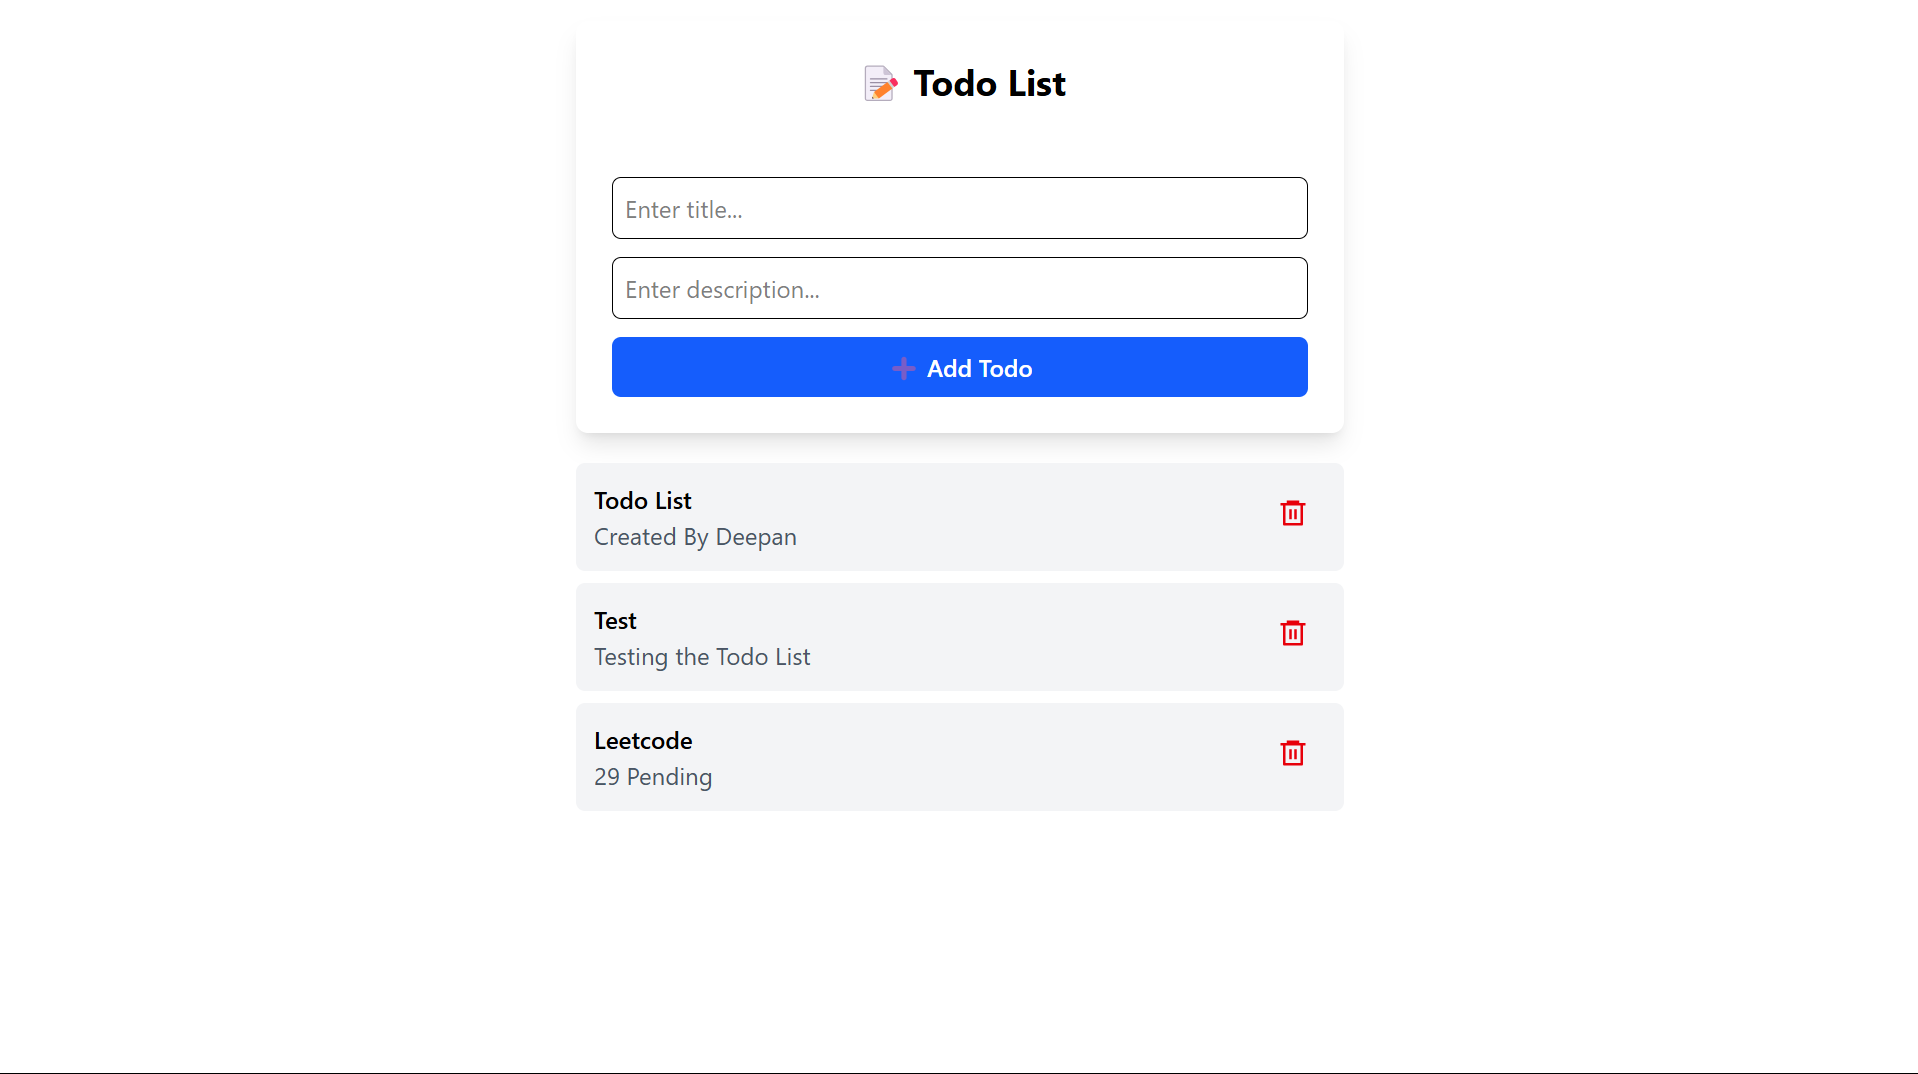 📝 Todo List
Enter title...
Enter description...
➕ Add Todo
Todo List
Created By Deepan
Test
Testing the Todo List
Leetcode
29 Pending